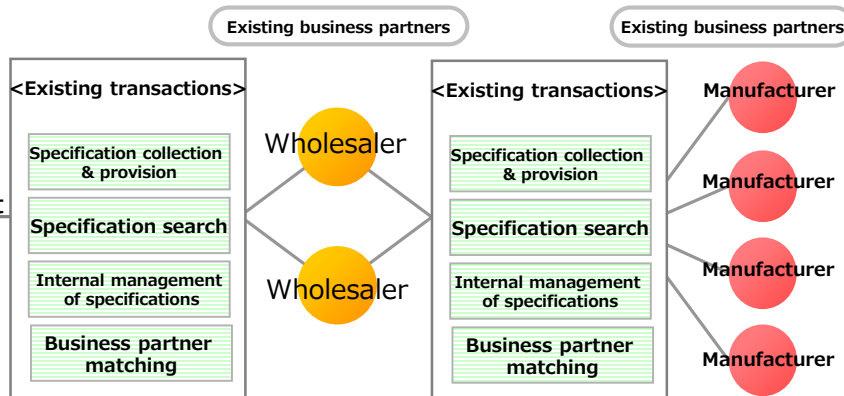 Existing business partners
Existing business partners
<Existing transactions>
Specification collection
& provision
Specification search
Internal management
of specifications
Business partner
matching
Wholesaler
Wholesaler
<Existing transactions>
Specification collection
& provision
Specification search
Internal management
of specifications
Business partner
matching
Manufacturer
Manufacturer
Manufacturer
Manufacturer